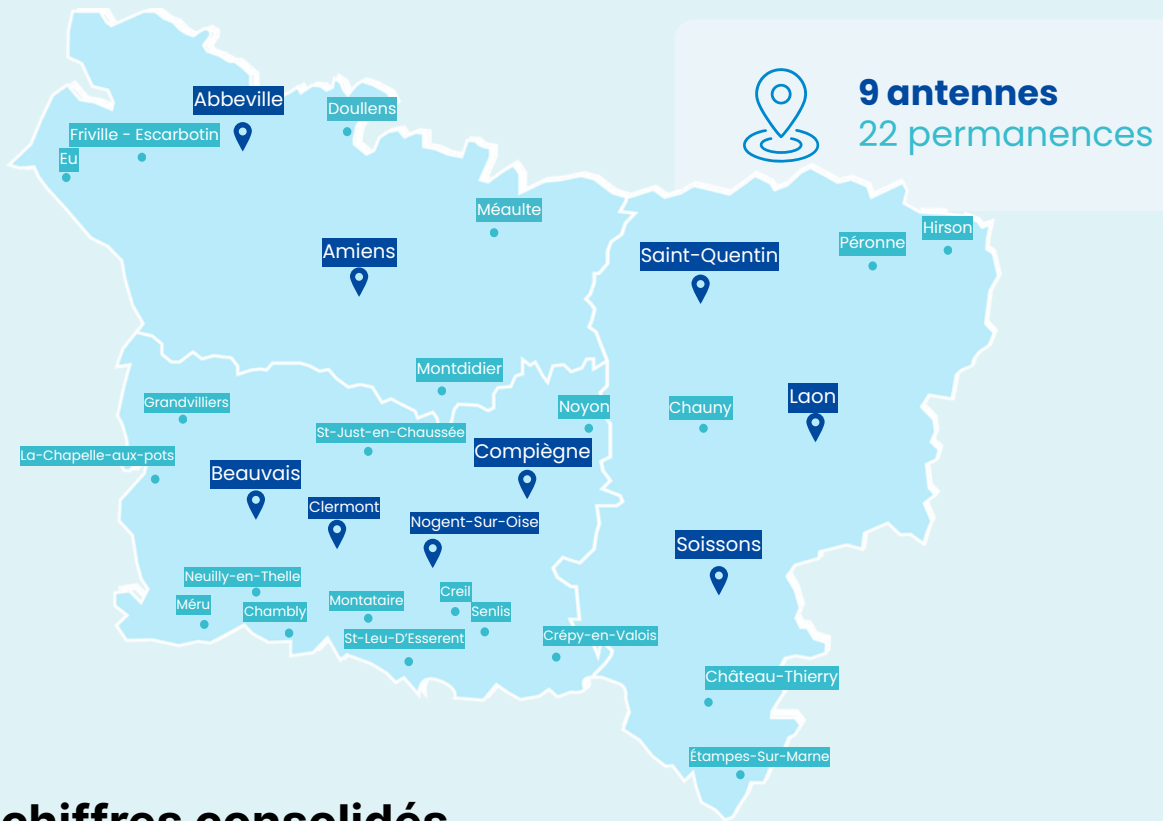 9 antennes
22 permanences
Abbeville
Doullens
Friville - Escarbotin
Eu
Méaulte
Hirson
Péronne
Amiens
Saint-Quentin
Montdidier
Laon
Grandvilliers
Noyon
Chauny
St-Just-en-Chaussée
Compiègne
La-Chapelle-aux-pots
Beauvais
Clermont
Nogent-Sur-Oise
Soissons
Neuilly-en-Thelle
Creil
Montataire
Méru
Chambly
Senlis
St-Leu-D'Esserent
Crépy-en-Valois
Château-Thierry
Étampes-Sur-Marne
chiffres consolidés